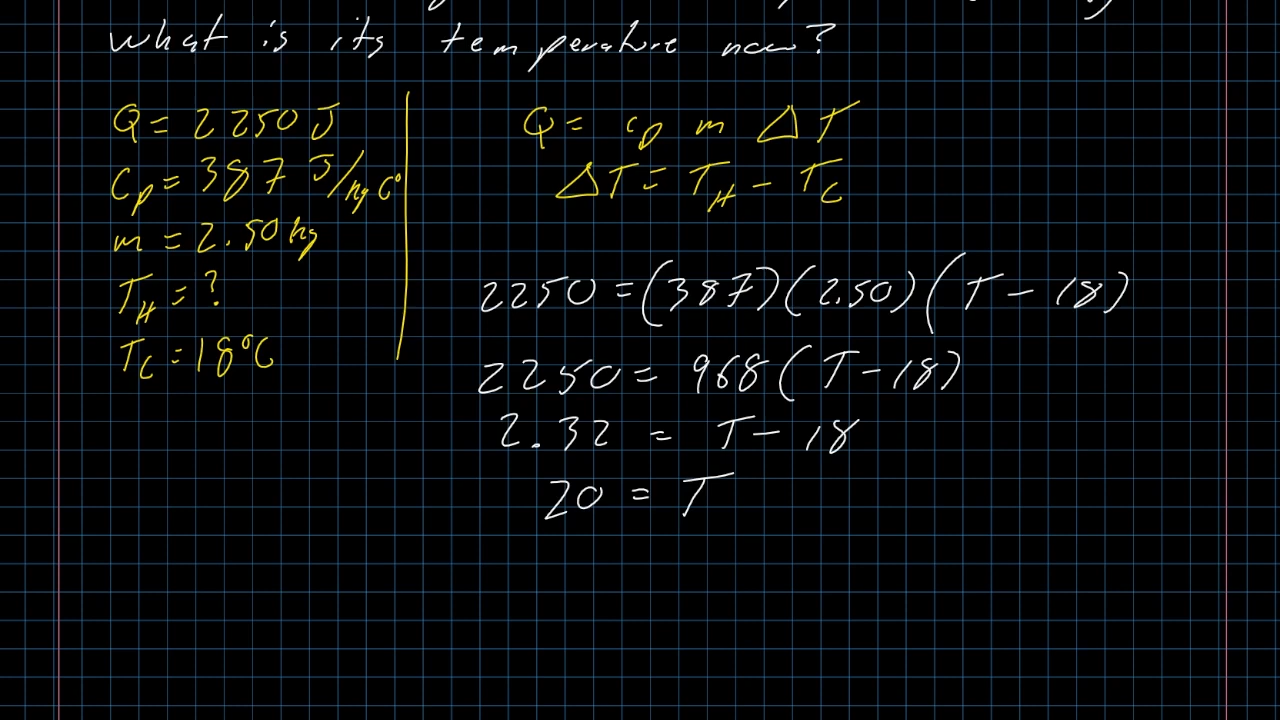 What is its temperature now?
Q = 2250 J
Cp = 387 J/kg C°
m = 2.50 kg
TH = ?
TC = 18°C
Q = cp m ΔT
ΔT = TH - TC
2250 = (387)(2.50)(T - 18)
2250 = 968(T - 18)
2.32 = T - 18
20 = T